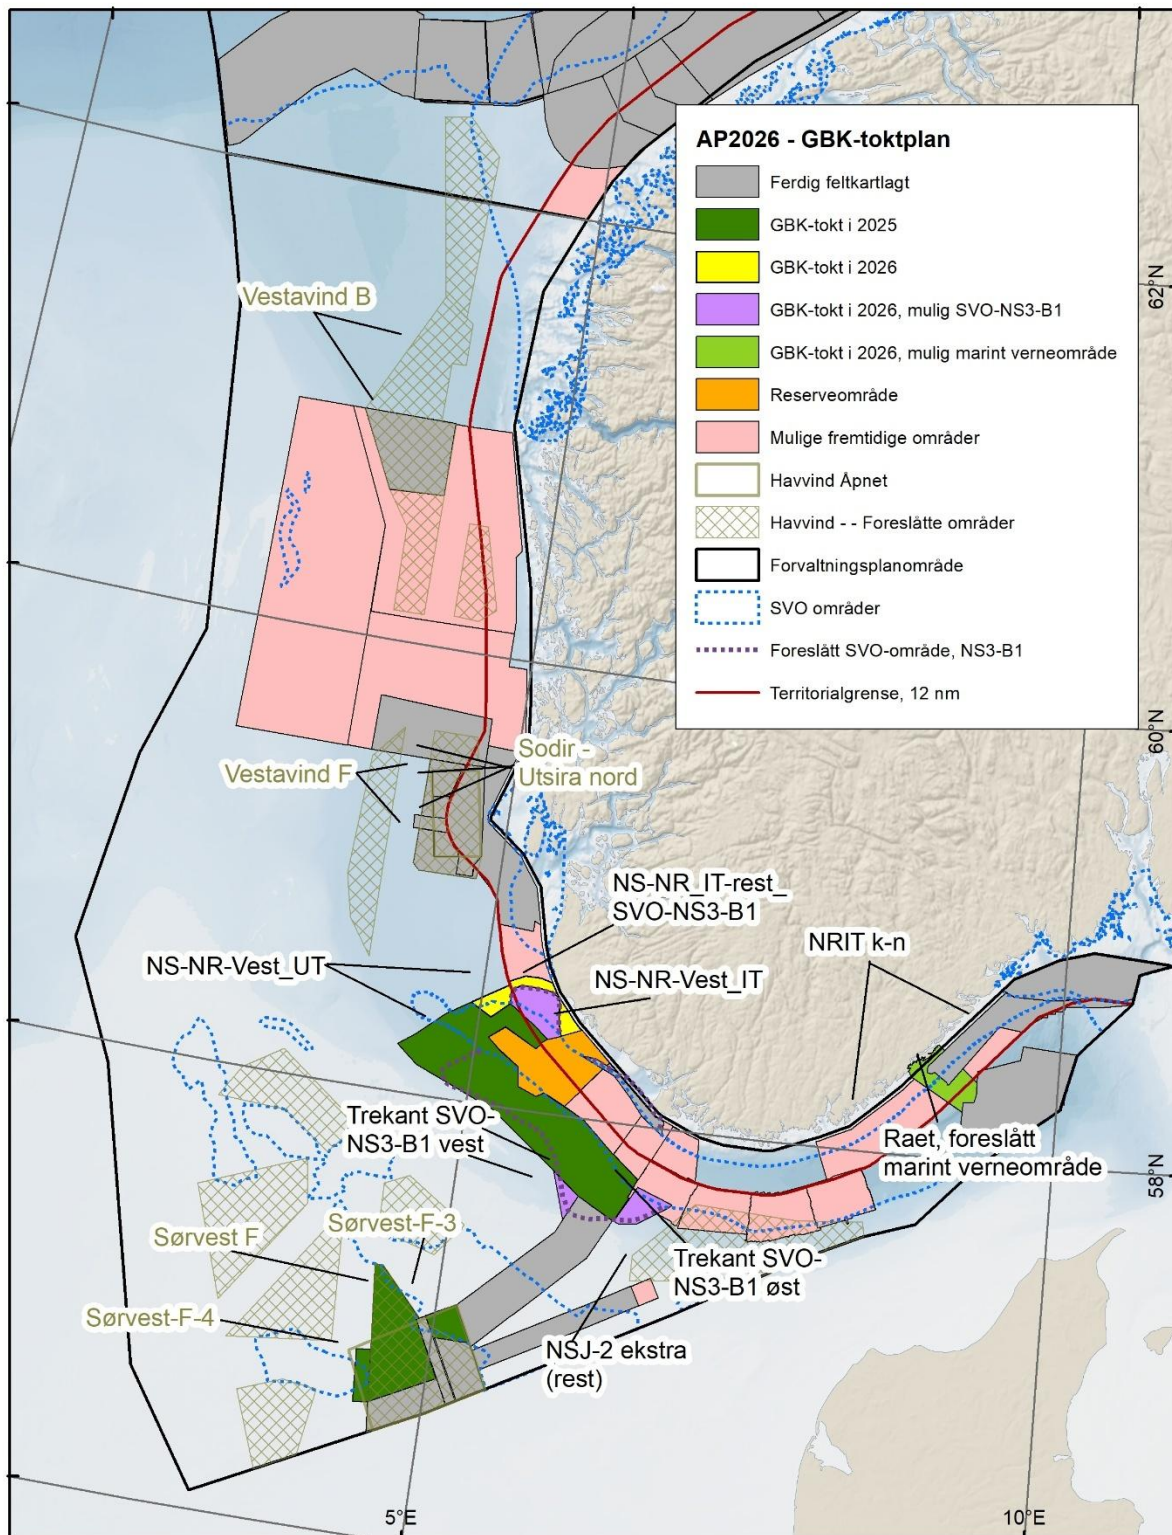 AP2026 - GBK-toktplan
Ferdig feltkartlagt
GBK-tokt i 2025
GBK-tokt i 2026
GBK-tokt i 2026, mulig SVO-NS3-B1
GBK-tokt i 2026, mulig marint verneområde
Reserveområde
Mulige fremtidige områder
Havvind Åpnet
Havvind - - Foreslåtte områder
Forvaltningsplanområde
SVO områder
Foreslått SVO-område, NS3-B1
Territorialgrense, 12 nm
62°N
Vestavind B
60°N
Sodir -
Utsira nord
Vestavind F
NS-NR_IT-rest_
SVO-NS3-B1
NRIT k-n
NS-NR-Vest_UT
NS-NR-Vest_IT
Trekant SVO-
NS3-B1 vest
Raet, foreslått
marint verneområde
58°N
Sørvest-F-3
Sørvest F
Trekant SVO-
NS3-B1 øst
Sørvest-F-4
NSJ-2 ekstra
(rest)
5°E
10°E